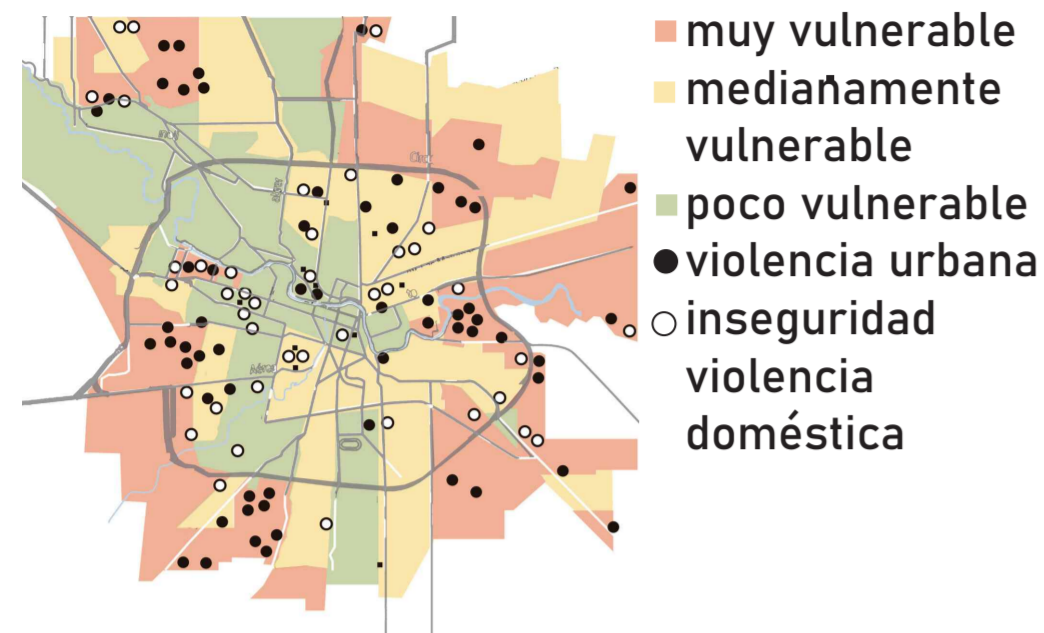 muy vulnerable
medianamente
vulnerable
poco vulnerable
violencia urbana
inseguridad
violencia
doméstica